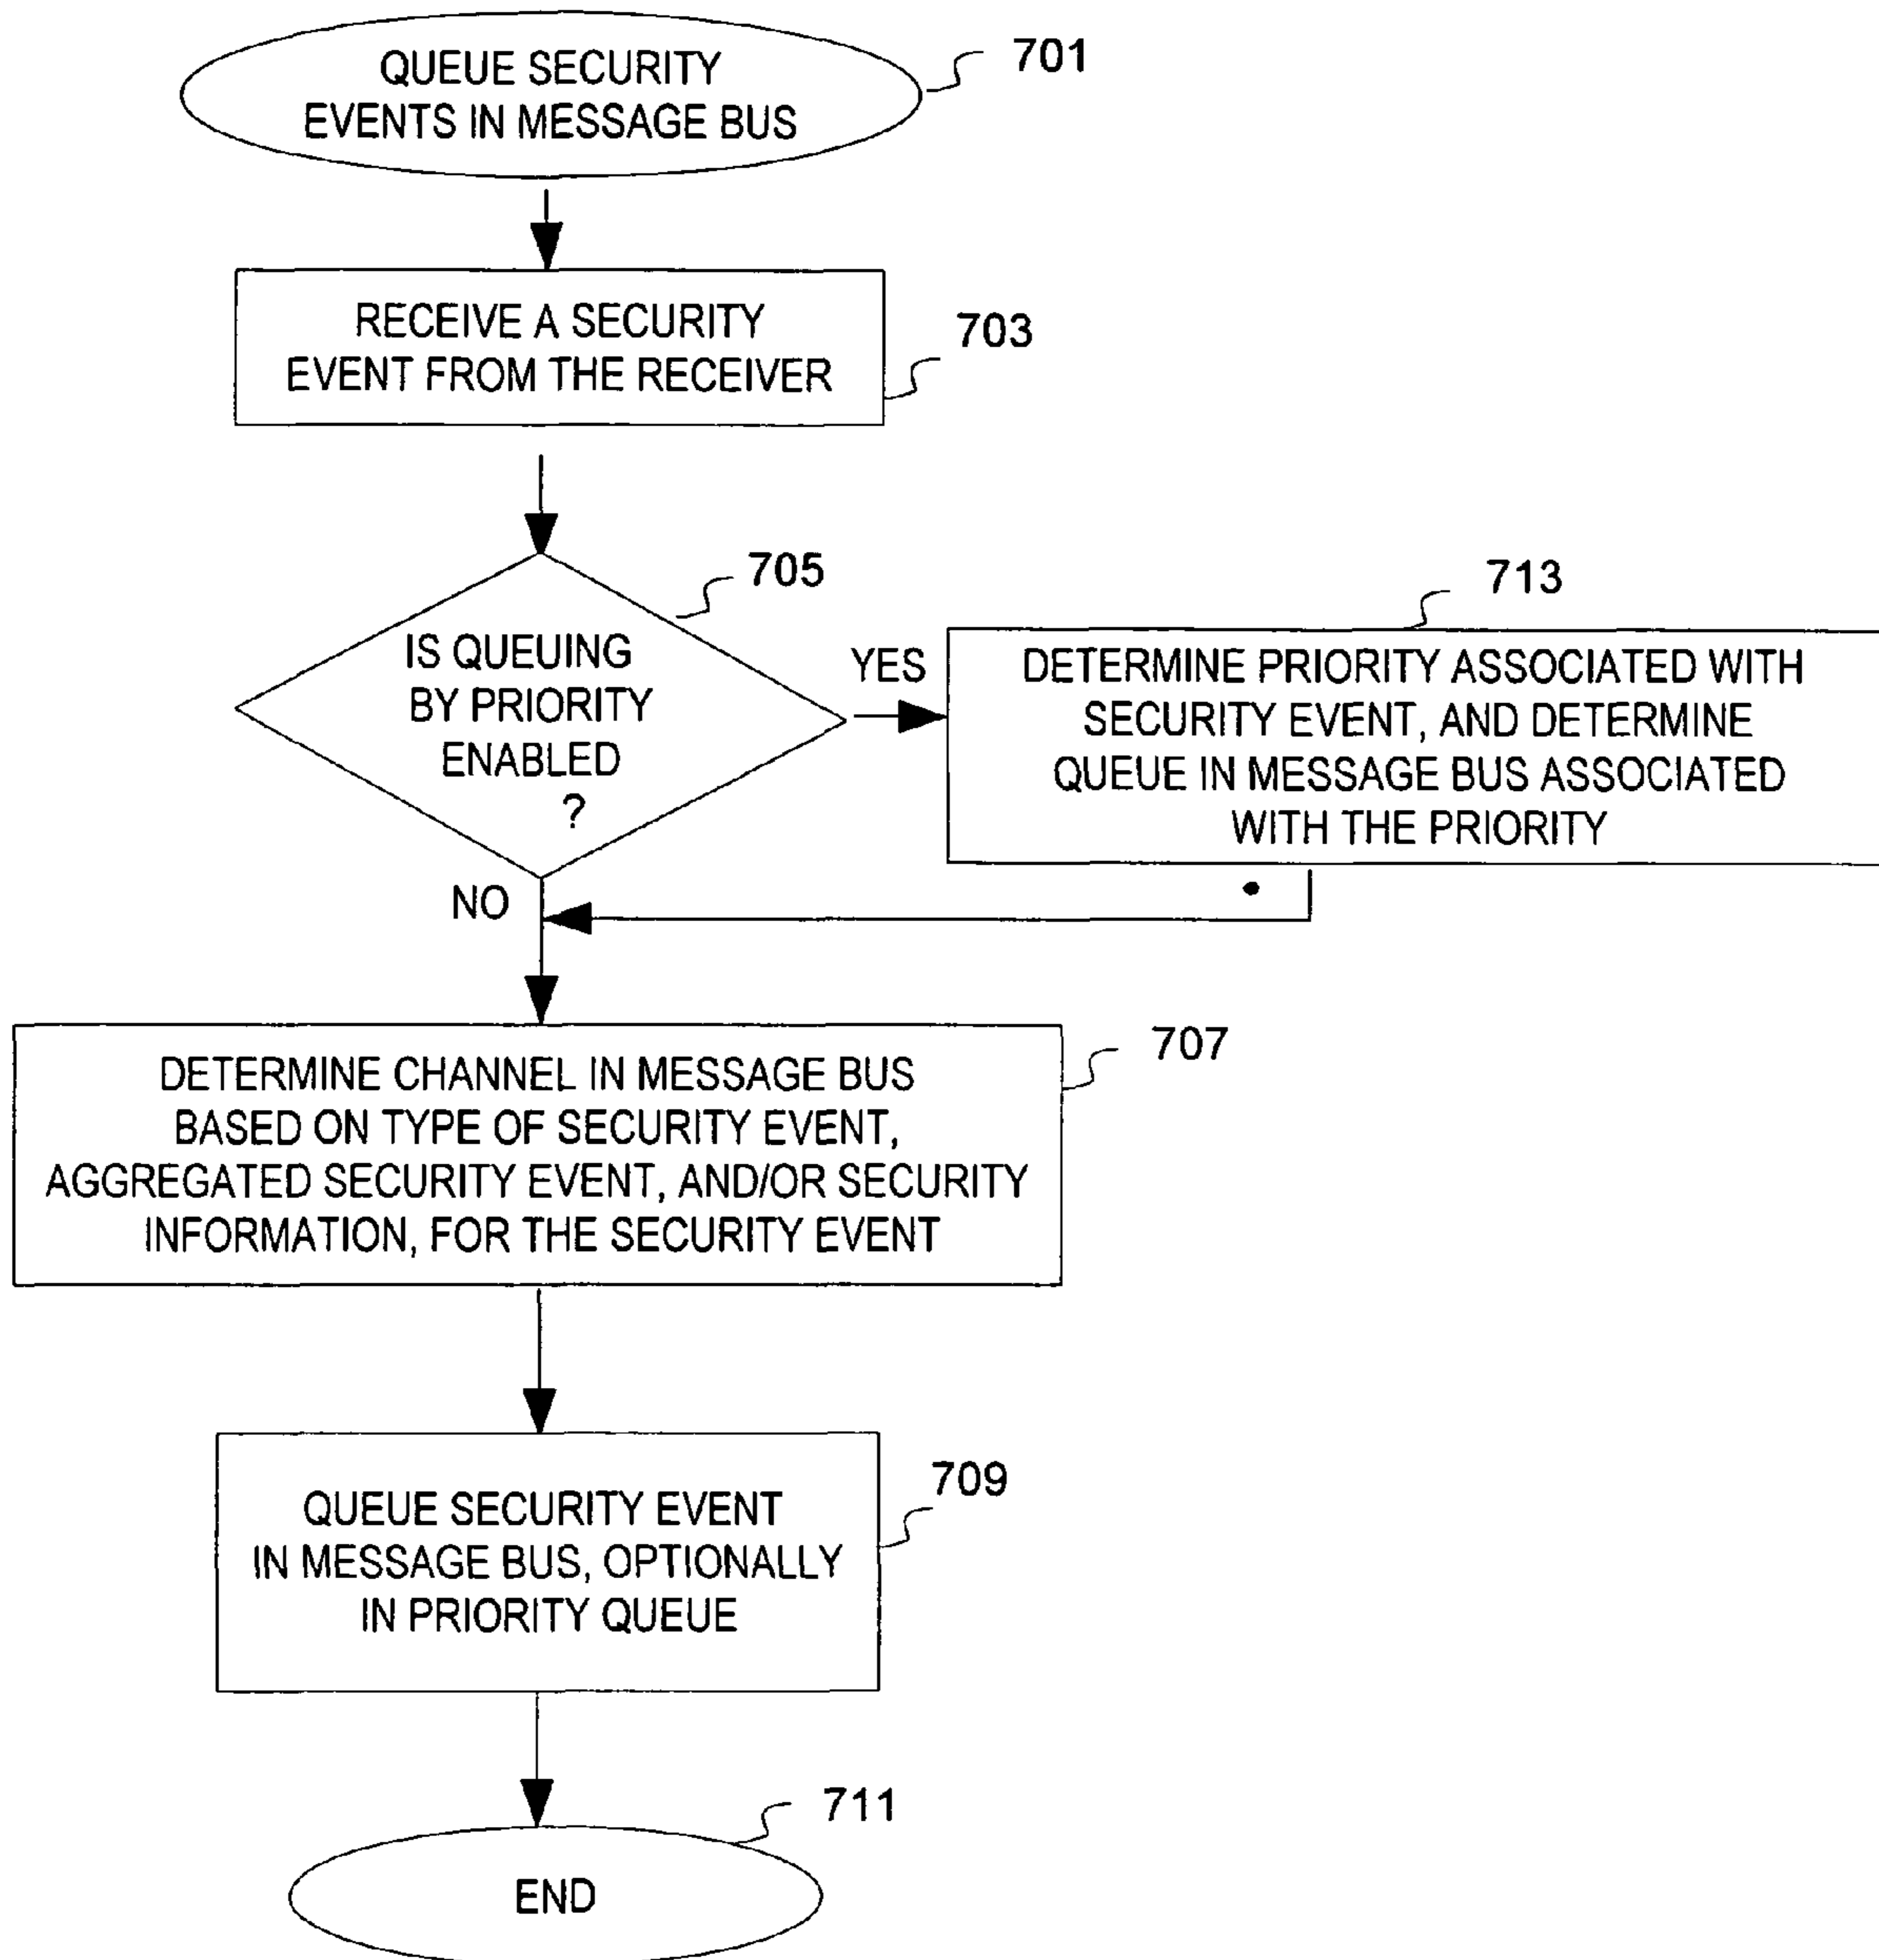 QUEUE SECURITY
EVENTS IN MESSAGE BUS
701
RECEIVE A SECURITY
EVENT FROM THE RECEIVER
703
705
IS QUEUING
BY PRIORITY
ENABLED
?
YES
713
DETERMINE PRIORITY ASSOCIATED WITH
SECURITY EVENT, AND DETERMINE
QUEUE IN MESSAGE BUS ASSOCIATED
WITH THE PRIORITY
NO
707
DETERMINE CHANNEL IN MESSAGE BUS
BASED ON TYPE OF SECURITY EVENT,
AGGREGATED SECURITY EVENT, AND/OR SECURITY
INFORMATION, FOR THE SECURITY EVENT
709
QUEUE SECURITY EVENT
IN MESSAGE BUS, OPTIONALLY
IN PRIORITY QUEUE
711
END